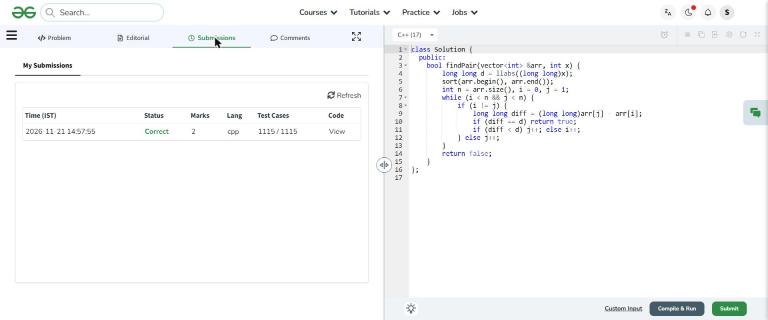 Search...
Courses
Tutorials
Practice
Jobs
S
Problem
Editorial
Submissions
Comments
C++ (17)
My Submissions
Refresh
Time (IST) Status Marks Lang Test Cases Code
2026-11-21 14:57:55 Correct 2 cpp 1115 / 1115 View
1 class Solution {
2 public:
3 bool findPair(vector<int> &arr, int x) {
4 long long d = llabs((long long)x);
5 sort(arr.begin(), arr.end());
6 int n = arr.size(), i = 0, j = 1;
7 while (i < n && j < n) {
8 if (i != j) {
9 long long diff = (long long)arr[j] - arr[i];
10 if (diff == d) return true;
11 if (diff < d) j++; else i++;
12 } else j++;
13 }
14 return false;
15 }
16 };
17
Custom Input
Compile & Run
Submit